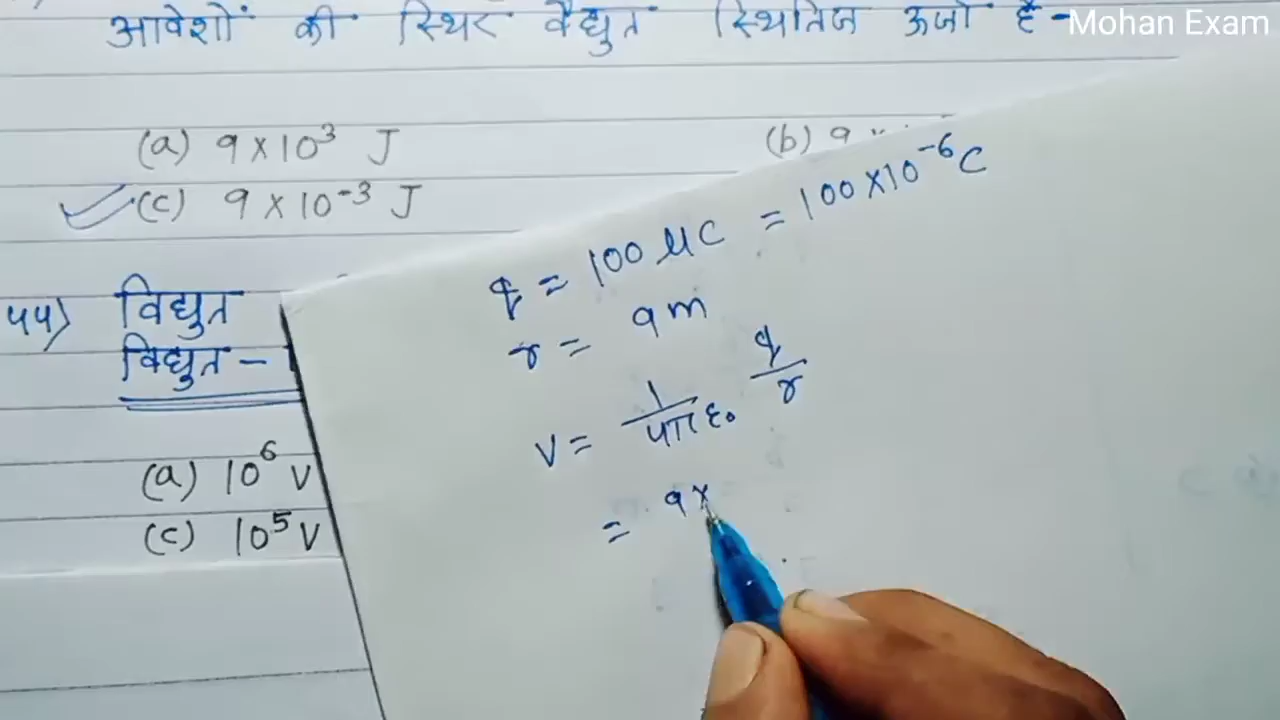 आवेशों की स्थिर वैद्युत स्थितिज ऊर्जा है-
Mohan Exam
(a) 9×10³ J
(b) 9
(c) 9×10⁻³ J
q = 100 μC = 100×10⁻⁶ C
r = 9m
V = 1/4πε₀ q/r
= 9×
44) विद्युत
विद्युत-
(a) 10⁶ V
(c) 10⁵ V